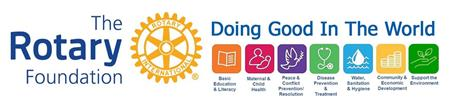 The
Rotary
Foundation
ROTARY
INTERNATIONAL
Doing Good In The World
Basic
Education
& Literacy
Maternal &
Child
Health
Peace &
Conflict
Prevention/
Resolution
Disease
Prevention
&
Treatment
Water,
Sanitation &
Hygiene
Community &
Economic
Development
Support the
Environment